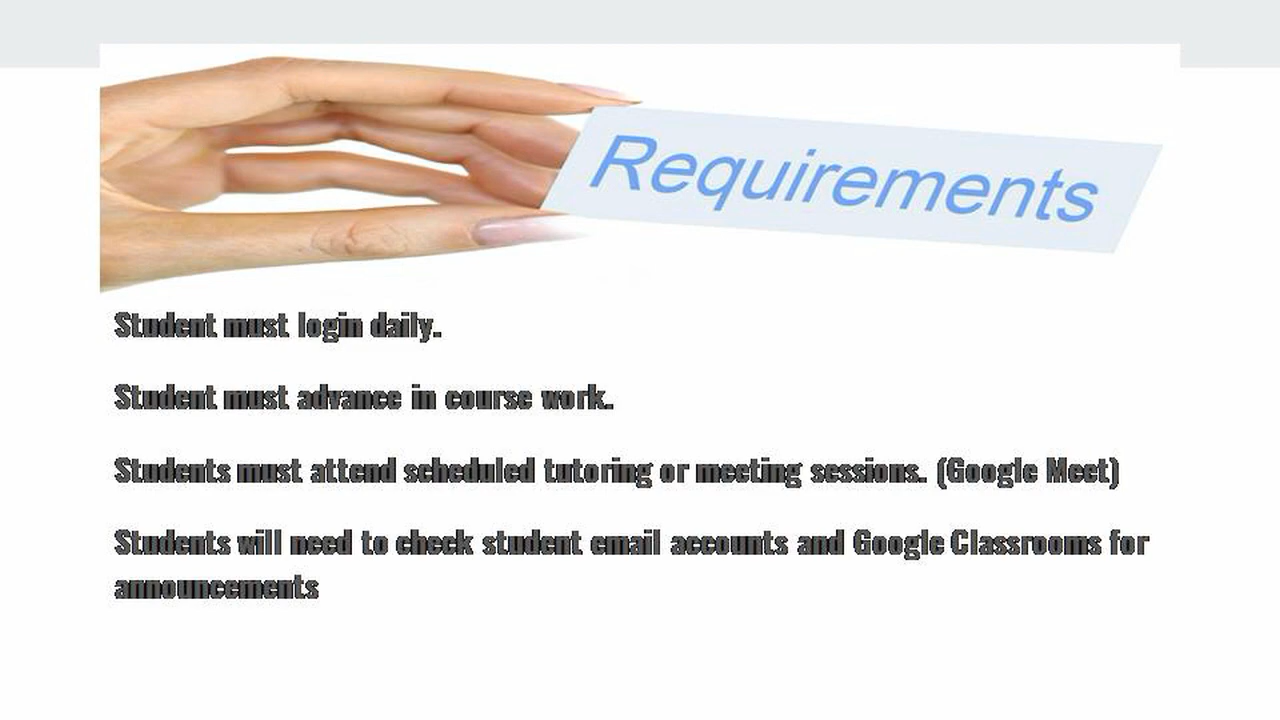 Requirements
Student must login daily.
Student must advance in course work.
Students must attend scheduled tutoring or meeting sessions. (Google Meet)
Students will need to check student email accounts and Google Classrooms for
announcements